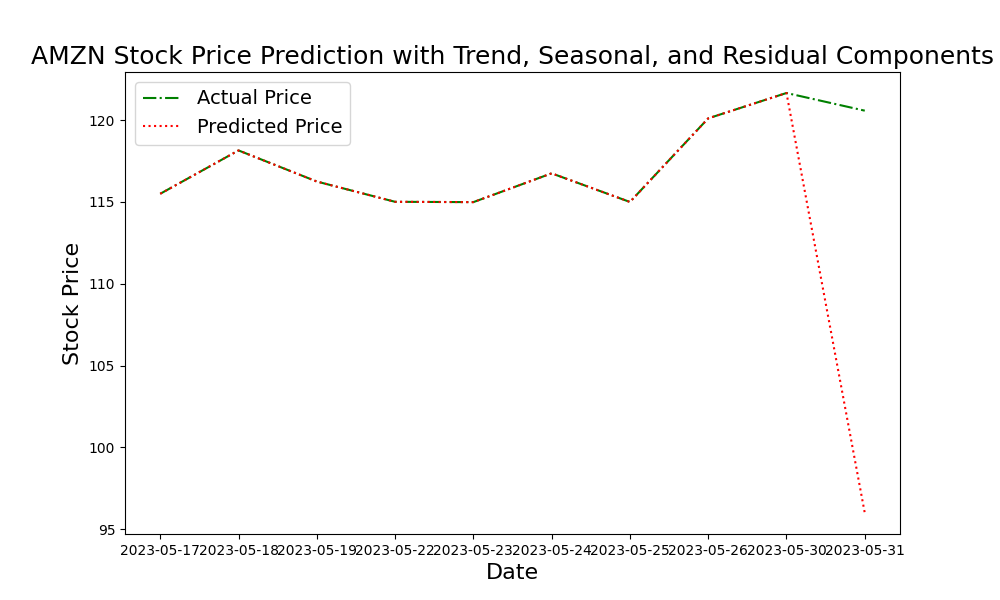 AMZN Stock Price Prediction with Trend, Seasonal, and Residual Components
Actual Price
Predicted Price
Stock Price
120
115
110
105
100
95
2023-05-17 2023-05-18 2023-05-19 2023-05-22 2023-05-23 2023-05-24 2023-05-25 2023-05-26 2023-05-30 2023-05-31
Date